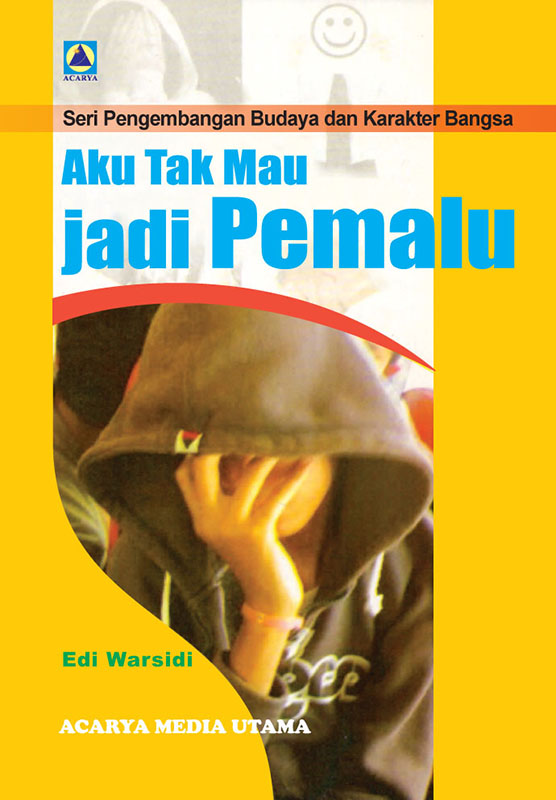 ACARYA
Seri Pengembangan Budaya dan Karakter Bangsa
Aku Tak Mau
jadi Pemalu
Edi Warsidi
ACARYA MEDIA UTAMA